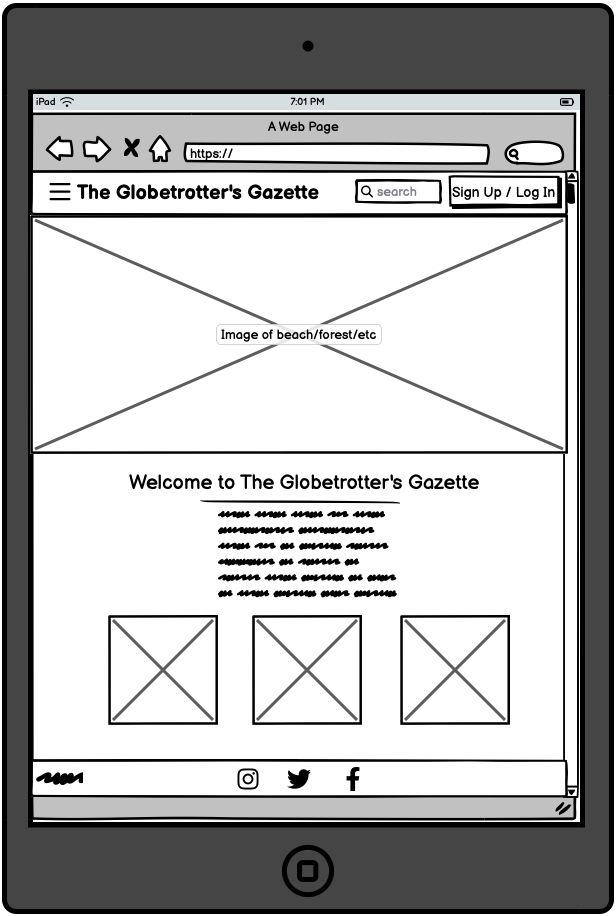 iPad 7:01 PM
A Web Page
https://
The Globetrotter's Gazette search Sign Up / Log In
Image of beach/forest/etc
Welcome to The Globetrotter's Gazette